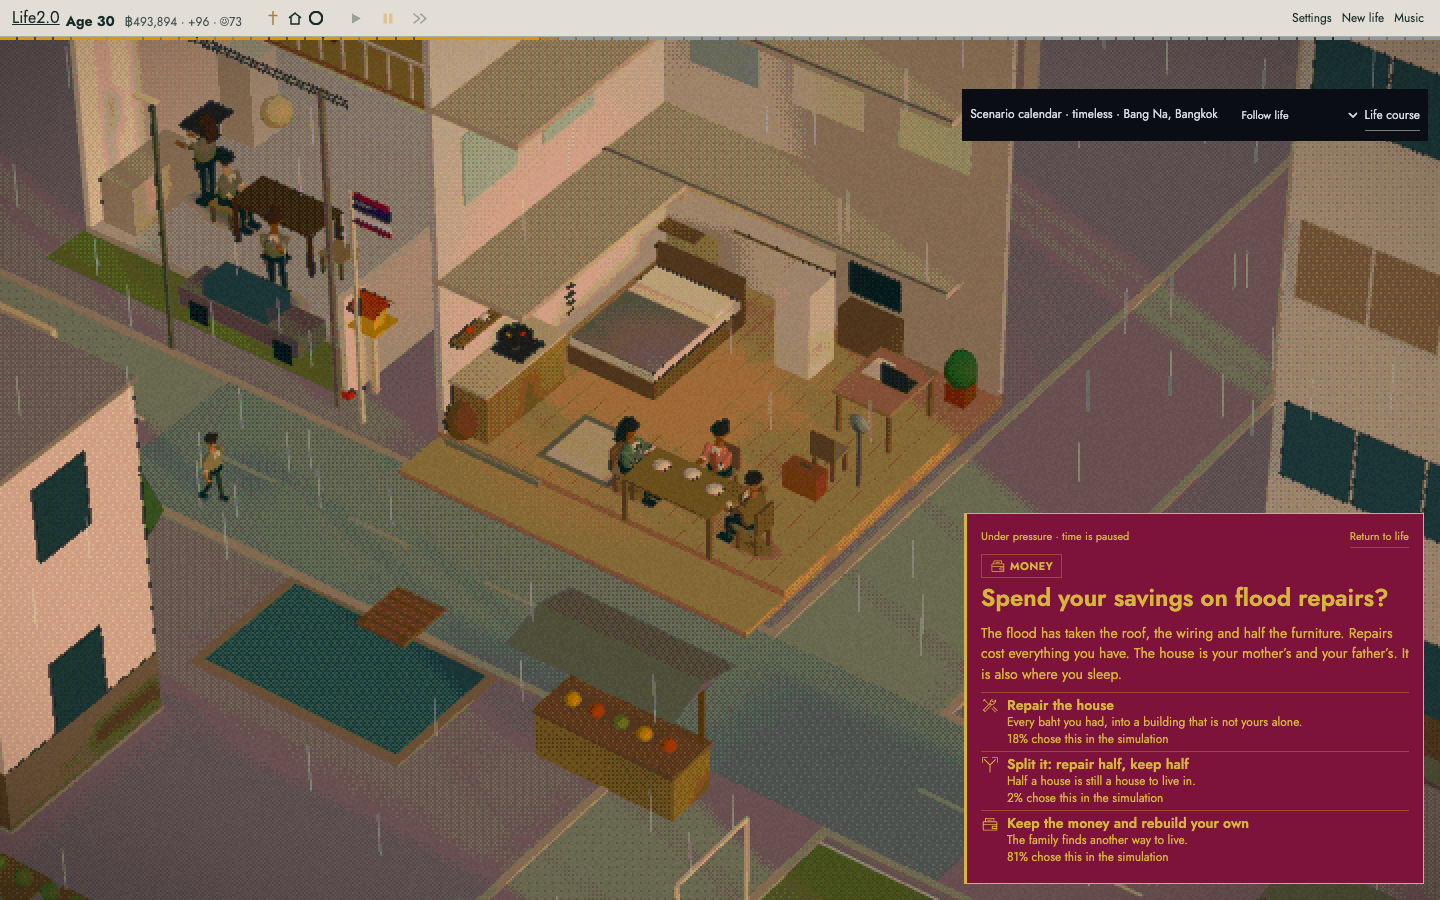 Life2.0 Age 30 ฿493,894 · +96 · ☺73
Settings New life Music
Scenario calendar · timeless · Bang Na, Bangkok Follow life Life course
Under pressure · time is paused Return to life
MONEY
Spend your savings on flood repairs?
The flood has taken the roof, the wiring and half the furniture. Repairs
cost everything you have. The house is your mother's and your father's. It
is also where you sleep.
Repair the house
Every baht you had, into a building that is not yours alone.
18% chose this in the simulation
Split it: repair half, keep half
Half a house is still a house to live in.
2% chose this in the simulation
Keep the money and rebuild your own
The family finds another way to live.
81% chose this in the simulation